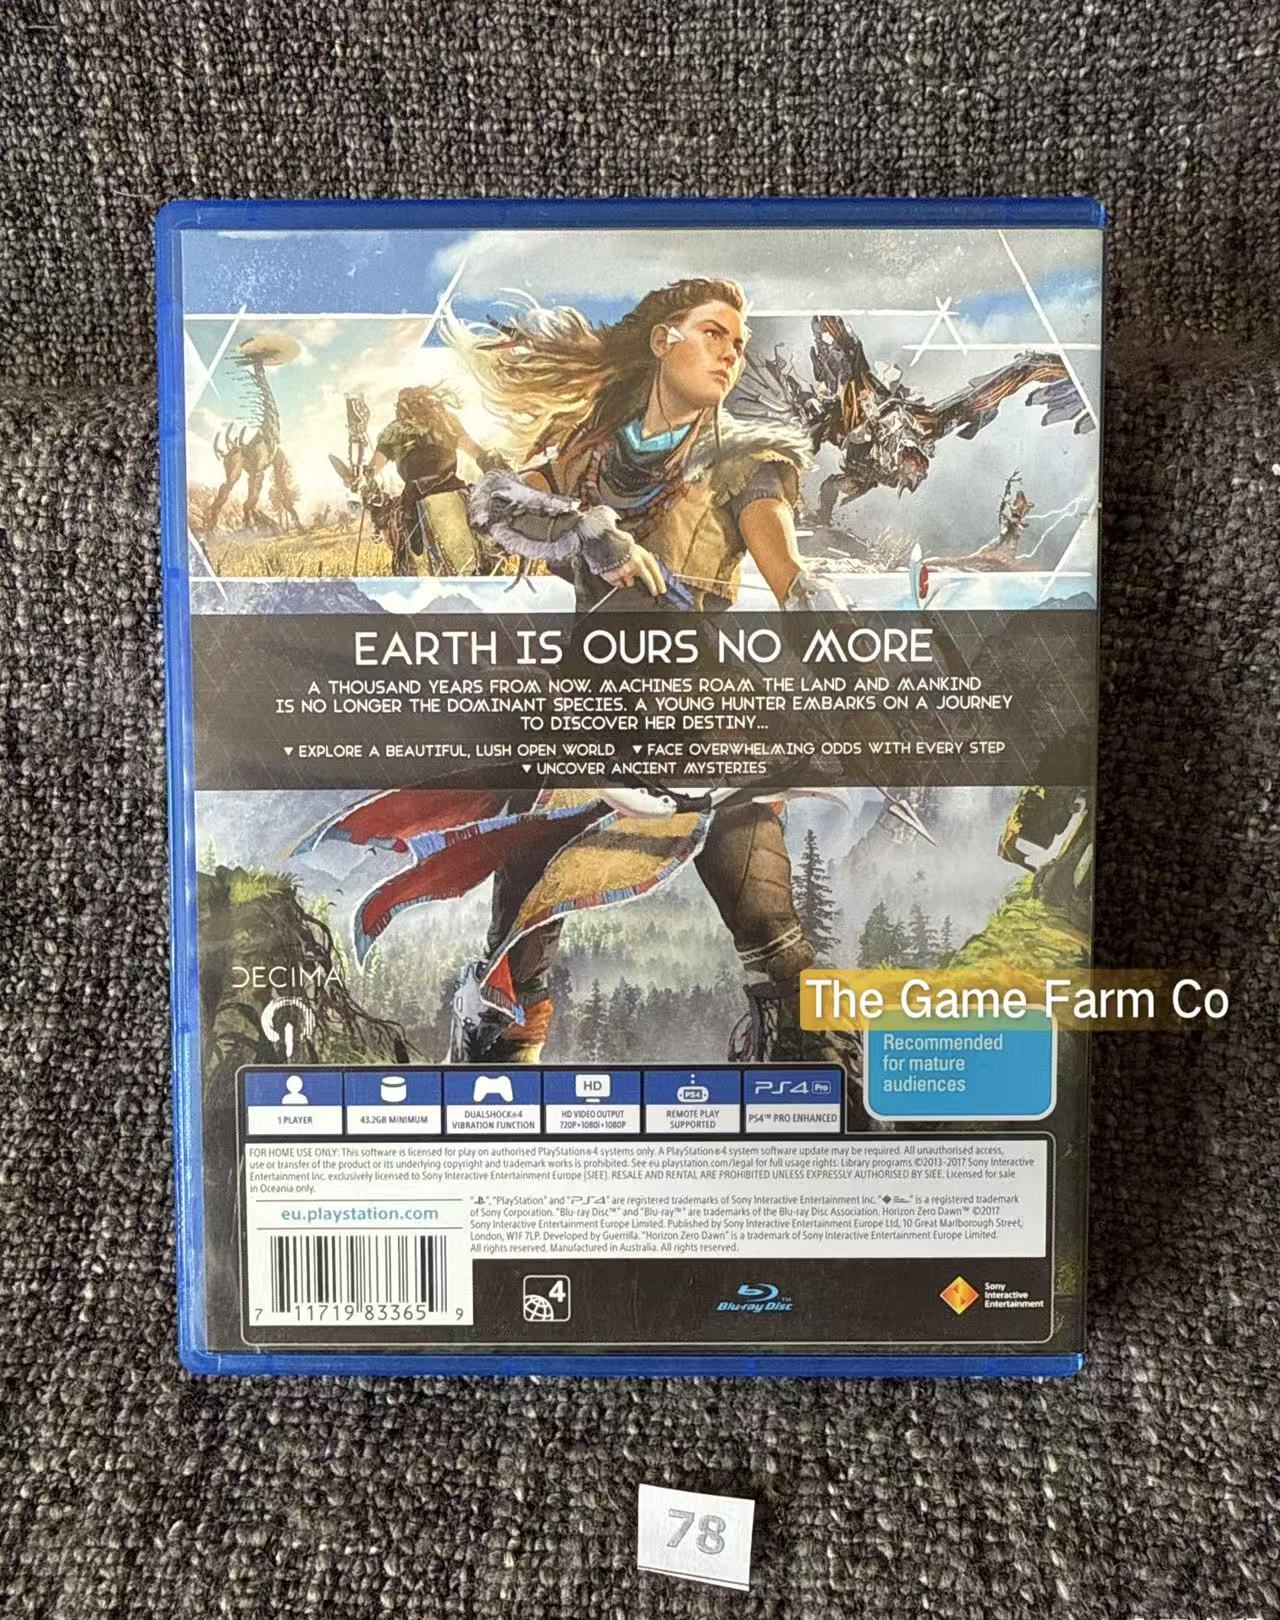 EARTH IS OURS NO MORE
A THOUSAND YEARS FROM NOW, MACHINES ROAM THE LAND AND MANKIND
IS NO LONGER THE DOMINANT SPECIES. A YOUNG HUNTER EMBARKS ON A JOURNEY
TO DISCOVER HER DESTINY...
▼ EXPLORE A BEAUTIFUL, LUSH OPEN WORLD ▼ FACE OVERWHELMING ODDS WITH EVERY STEP
▼ UNCOVER ANCIENT MYSTERIES
DECIMA
The Game Farm Co
Recommended
for mature
audiences
1 PLAYER
43.2GB MINIMUM
DUALSHOCK®4
VIBRATION FUNCTION
HD
HD VIDEO OUTPUT
720P•1080i•1080P
PS4
REMOTE PLAY
SUPPORTED
PS4 Pro
PS4™ PRO ENHANCED
FOR HOME USE ONLY: This software is licensed for play on authorised PlayStation®4 systems only. A PlayStation®4 system software update may be required. All unauthorised access,
use or transfer of the product or its underlying copyright and trademark works is prohibited. See eu.playstation.com/legal for full usage rights. Library programs ©2013-2017 Sony Interactive
Entertainment Inc. exclusively licensed to Sony Interactive Entertainment Europe (SIEE). RESALE AND RENTAL ARE PROHIBITED UNLESS EXPRESSLY AUTHORISED BY SIEE. Licensed for sale
in Oceania only.
eu.playstation.com
"PlayStation" and "PS4" are registered trademarks of Sony Interactive Entertainment Inc. is a registered trademark
of Sony Corporation. "Blu-ray Disc™" and "Blu-ray™" are trademarks of the Blu-ray Disc Association. Horizon Zero Dawn™ ©2017
Sony Interactive Entertainment Europe Limited. Published by Sony Interactive Entertainment Europe Ltd, 10 Great Marlborough Street,
London, W1F 7LP. Developed by Guerrilla. "Horizon Zero Dawn" is a trademark of Sony Interactive Entertainment Europe Limited.
All rights reserved. Manufactured in Australia. All rights reserved.
7 11719 83365 9
4
Blu-ray Disc™
Sony
Interactive
Entertainment
78